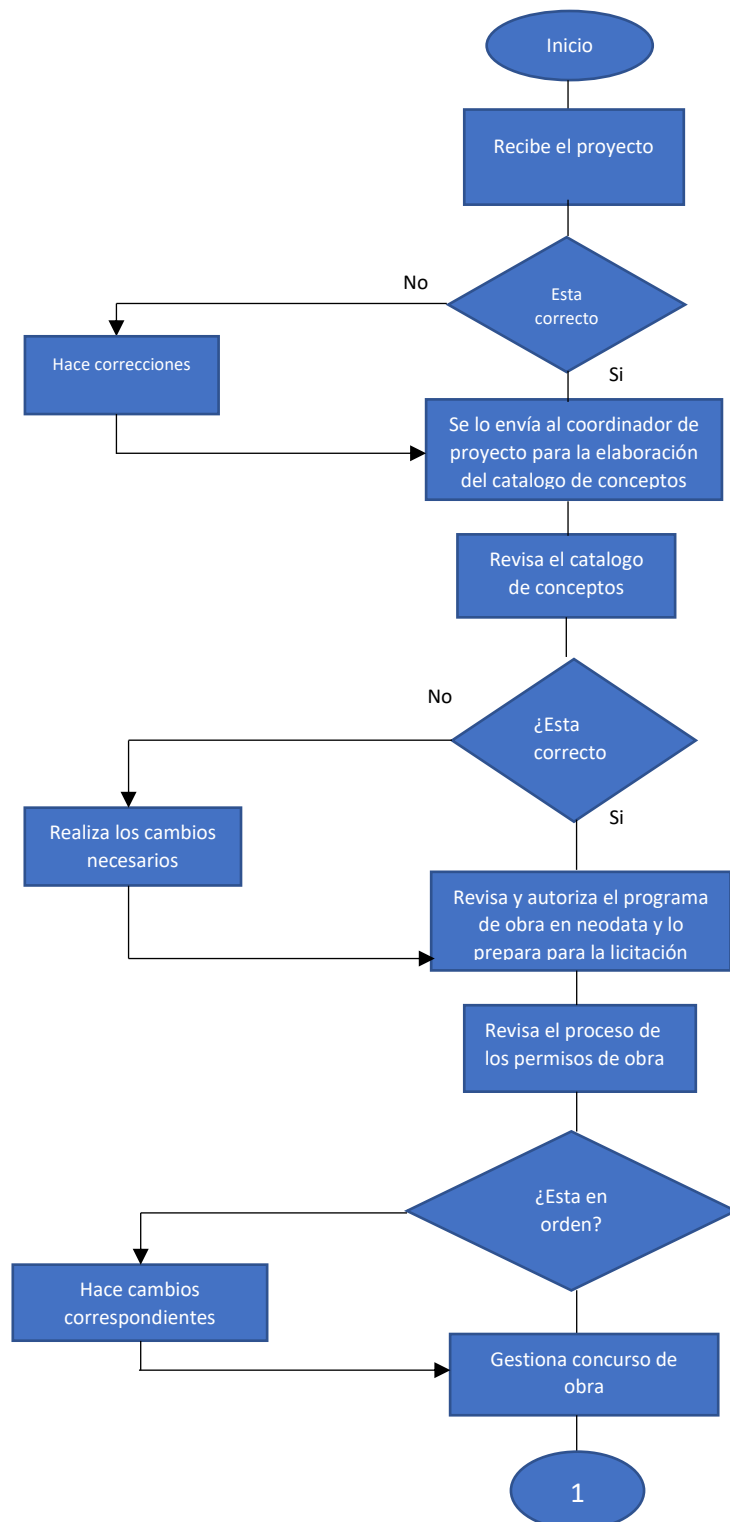 Inicio
Recibe el proyecto
No
Esta
correcto
Hace correcciones
Si
Se lo envía al coordinador de
proyecto para la elaboración
del catalogo de conceptos
Revisa el catalogo
de conceptos
No
¿Esta
correcto
Realiza los cambios
necesarios
Si
Revisa y autoriza el programa
de obra en neodata y lo
prepara para la licitación
Revisa el proceso de
los permisos de obra
¿Esta en
orden?
Hace cambios
correspondientes
Gestiona concurso de
obra
1